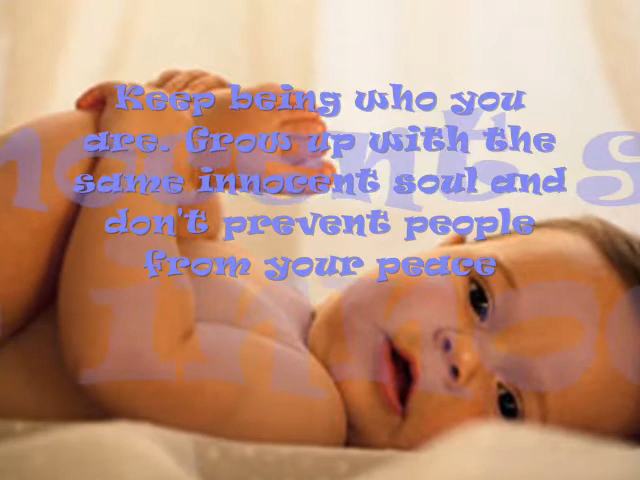 Keep being who you
are. Grow up with the
same innocent soul and
don't prevent people
from your peace